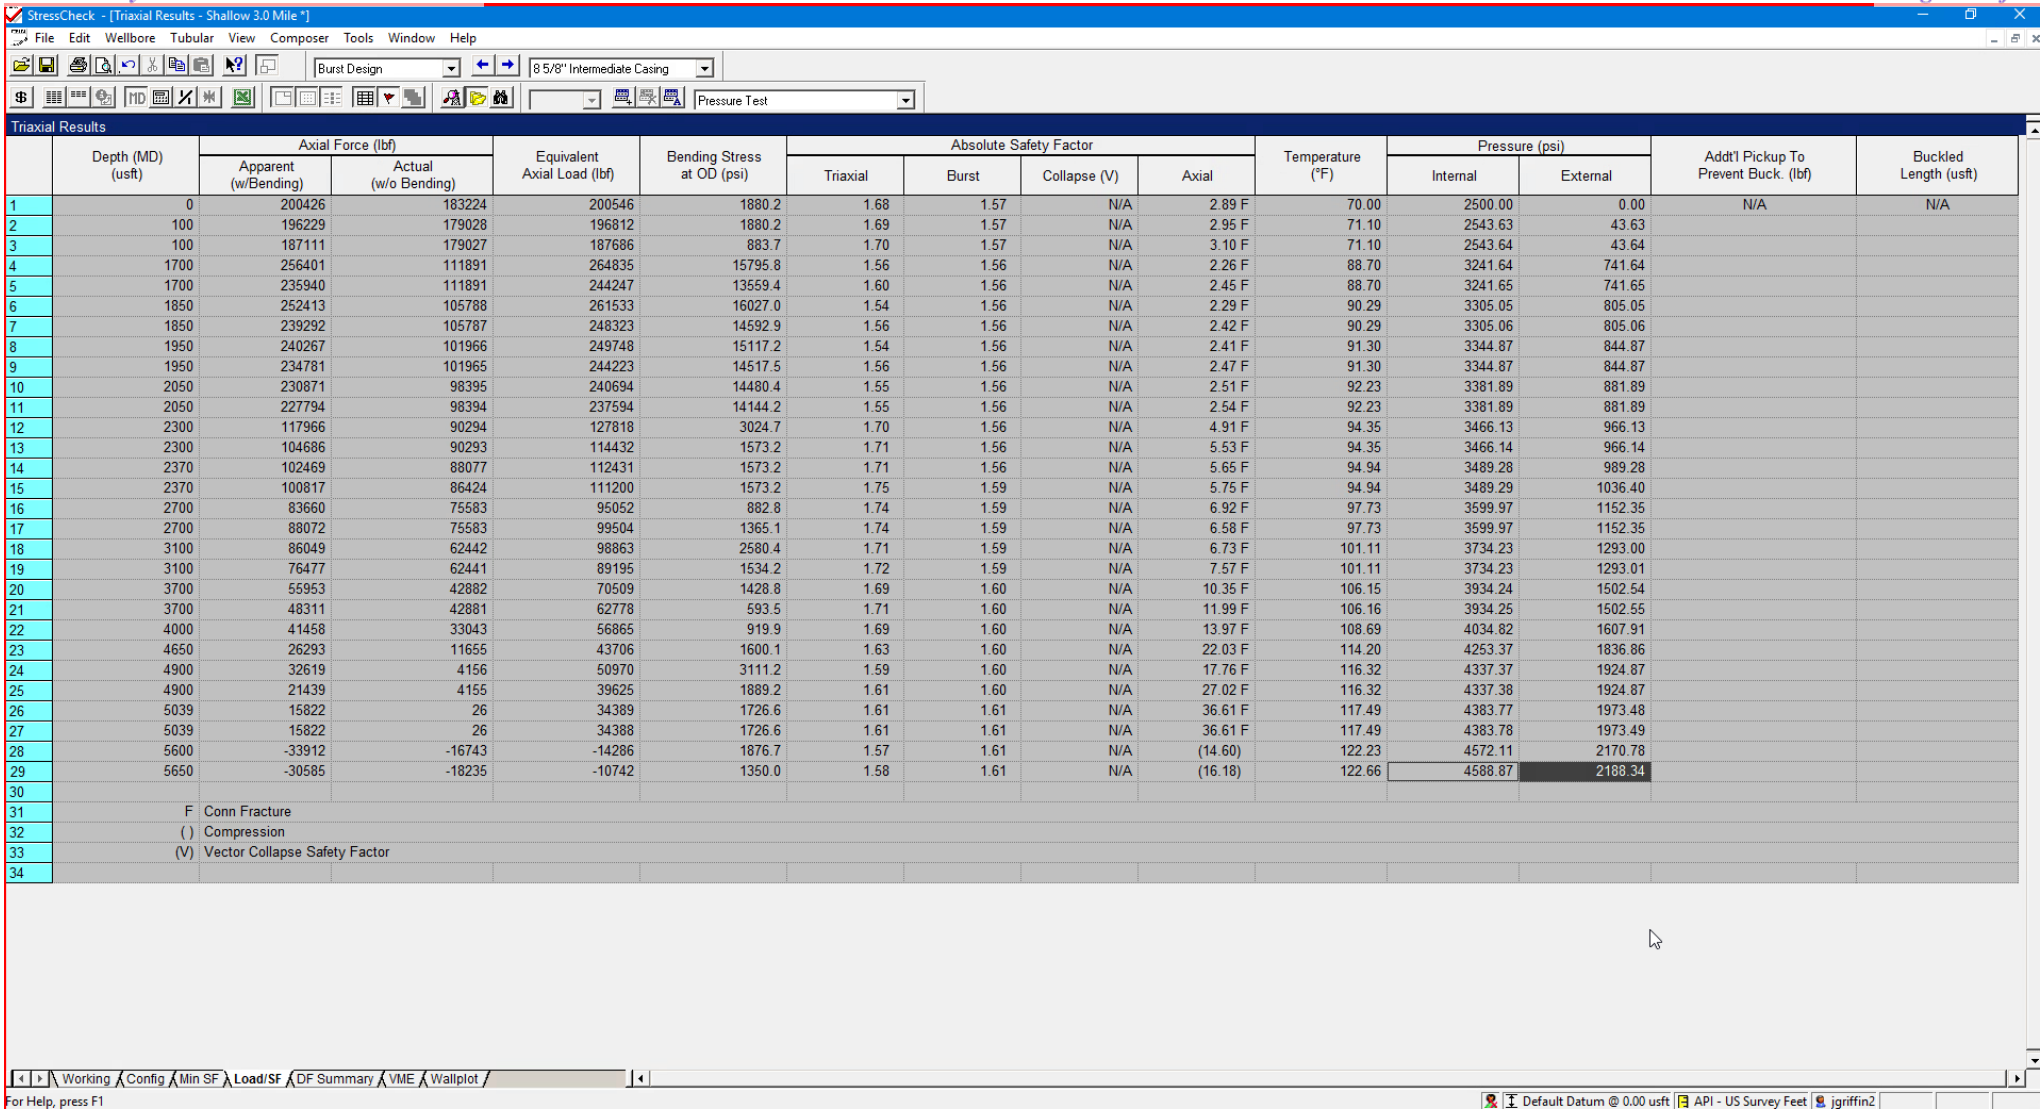 StressCheck - [Triaxial Results - Shallow 3.0 Mile *]
File Edit Wellbore Tubular View Composer Tools Window Help
Burst Design 8 5/8" Intermediate Casing
Pressure Test
Triaxial Results
Depth (MD) (usft) Axial Force (lbf) Equivalent Axial Load (lbf) Bending Stress at OD (psi) Absolute Safety Factor Temperature (°F) Pressure (psi) Addt'l Pickup To Prevent Buck. (lbf) Buckled Length (usft)
Apparent (w/Bending) Actual (w/o Bending) Triaxial Burst Collapse (V) Axial Internal External
1 0 200426 183224 200546 1880.2 1.68 1.57 N/A 2.89 F 70.00 2500.00 0.00 N/A N/A
2 100 196229 179028 196812 1880.2 1.69 1.57 N/A 2.95 F 71.10 2543.63 43.63
3 100 187111 179027 187686 883.7 1.70 1.57 N/A 3.10 F 71.10 2543.64 43.64
4 1700 256401 111891 264835 15795.8 1.56 1.56 N/A 2.26 F 88.70 3241.64 741.64
5 1700 235940 111891 244247 13559.4 1.60 1.56 N/A 2.45 F 88.70 3241.65 741.65
6 1850 252413 105788 261533 16027.0 1.54 1.56 N/A 2.29 F 90.29 3305.05 805.05
7 1850 239292 105787 248323 14592.9 1.56 1.56 N/A 2.42 F 90.29 3305.06 805.06
8 1950 240267 101966 249748 15117.2 1.54 1.56 N/A 2.41 F 91.30 3344.87 844.87
9 1950 234781 101965 244223 14517.5 1.56 1.56 N/A 2.47 F 91.30 3344.87 844.87
10 2050 230871 98395 240694 14480.4 1.55 1.56 N/A 2.51 F 92.23 3381.89 881.89
11 2050 227794 98394 237594 14144.2 1.55 1.56 N/A 2.54 F 92.23 3381.89 881.89
12 2300 117966 90294 127818 3024.7 1.70 1.56 N/A 4.91 F 94.35 3466.13 966.13
13 2300 104686 90293 114432 1573.2 1.71 1.56 N/A 5.53 F 94.35 3466.14 966.14
14 2370 102469 88077 112431 1573.2 1.71 1.56 N/A 5.65 F 94.94 3489.28 989.28
15 2370 100817 86424 111200 1573.2 1.75 1.59 N/A 5.75 F 94.94 3489.29 1036.40
16 2700 83660 75583 95052 882.8 1.74 1.59 N/A 6.92 F 97.73 3599.97 1152.35
17 2700 88072 75583 99504 1365.1 1.74 1.59 N/A 6.58 F 97.73 3599.97 1152.35
18 3100 86049 62442 98863 2580.4 1.71 1.59 N/A 6.73 F 101.11 3734.23 1293.00
19 3100 76477 62441 89195 1534.2 1.72 1.59 N/A 7.57 F 101.11 3734.23 1293.01
20 3700 55953 42882 70509 1428.8 1.69 1.60 N/A 10.35 F 106.15 3934.24 1502.54
21 3700 48311 42881 62778 593.5 1.71 1.60 N/A 11.99 F 106.16 3934.25 1502.55
22 4000 41458 33043 56865 919.9 1.69 1.60 N/A 13.97 F 108.69 4034.82 1607.91
23 4650 26293 11655 43706 1600.1 1.63 1.60 N/A 22.03 F 114.20 4253.37 1836.86
24 4900 32619 4156 50970 3111.2 1.59 1.60 N/A 17.76 F 116.32 4337.37 1924.87
25 4900 21439 4155 39625 1889.2 1.61 1.60 N/A 27.02 F 116.32 4337.38 1924.87
26 5039 15822 26 34389 1726.6 1.61 1.61 N/A 36.61 F 117.49 4383.77 1973.48
27 5039 15822 26 34388 1726.6 1.61 1.61 N/A 36.61 F 117.49 4383.78 1973.49
28 5600 -33912 -16743 -14286 1876.7 1.57 1.61 N/A (14.60) 122.23 4572.11 2170.78
29 5650 -30585 -18235 -10742 1350.0 1.58 1.61 N/A (16.18) 122.66 4588.87 2188.34
30
31 F Conn Fracture
32 ( ) Compression
33 (V) Vector Collapse Safety Factor
34
Working Config Min SF Load/SF DF Summary VME Wallplot
For Help, press F1 Default Datum @ 0.00 usft API - US Survey Feet jgriffin2